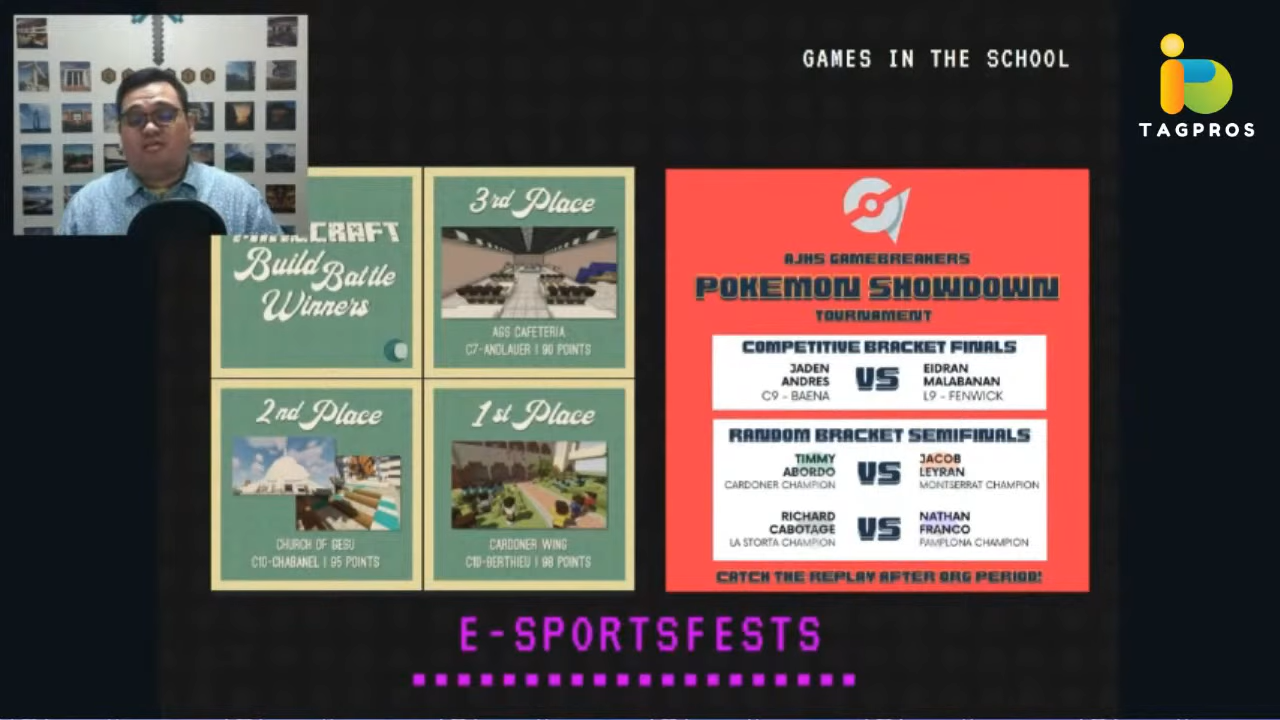 GAMES IN THE SCHOOL
TAGPROS
MINECRAFT
Build Battle
Winners
3rd Place
AGS CAFETERIA
C7-ANDLAUER | 90 POINTS
2nd Place
CHURCH OF GESU
C10-CHABANEL | 95 POINTS
1st Place
CARDONER WING
C10-BERTHIEU | 98 POINTS
AJHS GAMEBREAKERS
POKEMON SHOWDOWN
TOURNAMENT
COMPETITIVE BRACKET FINALS
JADEN
ANDRES
C9 - BAENA
VS
EIDRAN
MALABANAN
L9 - FENWICK
RANDOM BRACKET SEMIFINALS
TIMMY
ABORDO
CARDONER CHAMPION
VS
JACOB
LEYRAN
MONTSERRAT CHAMPION
RICHARD
CABOTAGE
LA STORTA CHAMPION
VS
NATHAN
FRANCO
PAMPLONA CHAMPION
CATCH THE REPLAY AFTER ORG PERIOD!
E-SPORTSFESTS